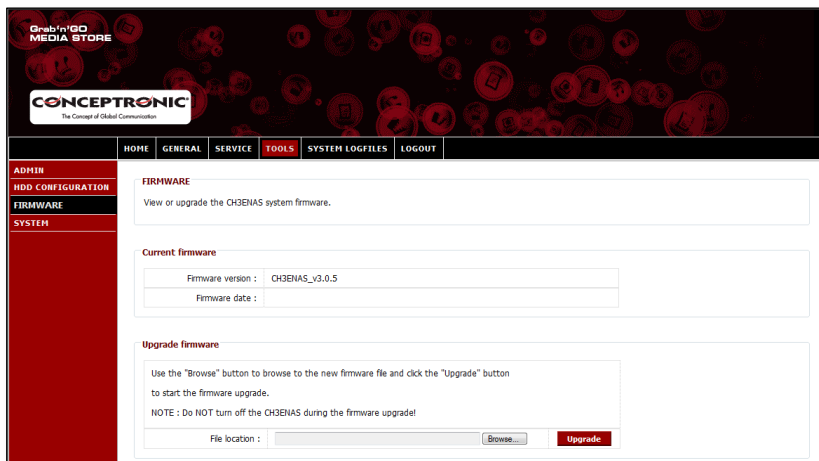 Grab'n'GO
MEDIA STORE
CONCEPTRONIC
The Concept of Global Communication
HOME GENERAL SERVICE TOOLS SYSTEM LOGFILES LOGOUT
ADMIN
HDD CONFIGURATION
FIRMWARE
SYSTEM
FIRMWARE
View or upgrade the CH3ENAS system firmware.
Current firmware
Firmware version : CH3ENAS_v3.0.5
Firmware date :
Upgrade firmware
Use the "Browse" button to browse to the new firmware file and click the "Upgrade" button
to start the firmware upgrade.
NOTE : Do NOT turn off the CH3ENAS during the firmware upgrade!
File location : Browse... Upgrade